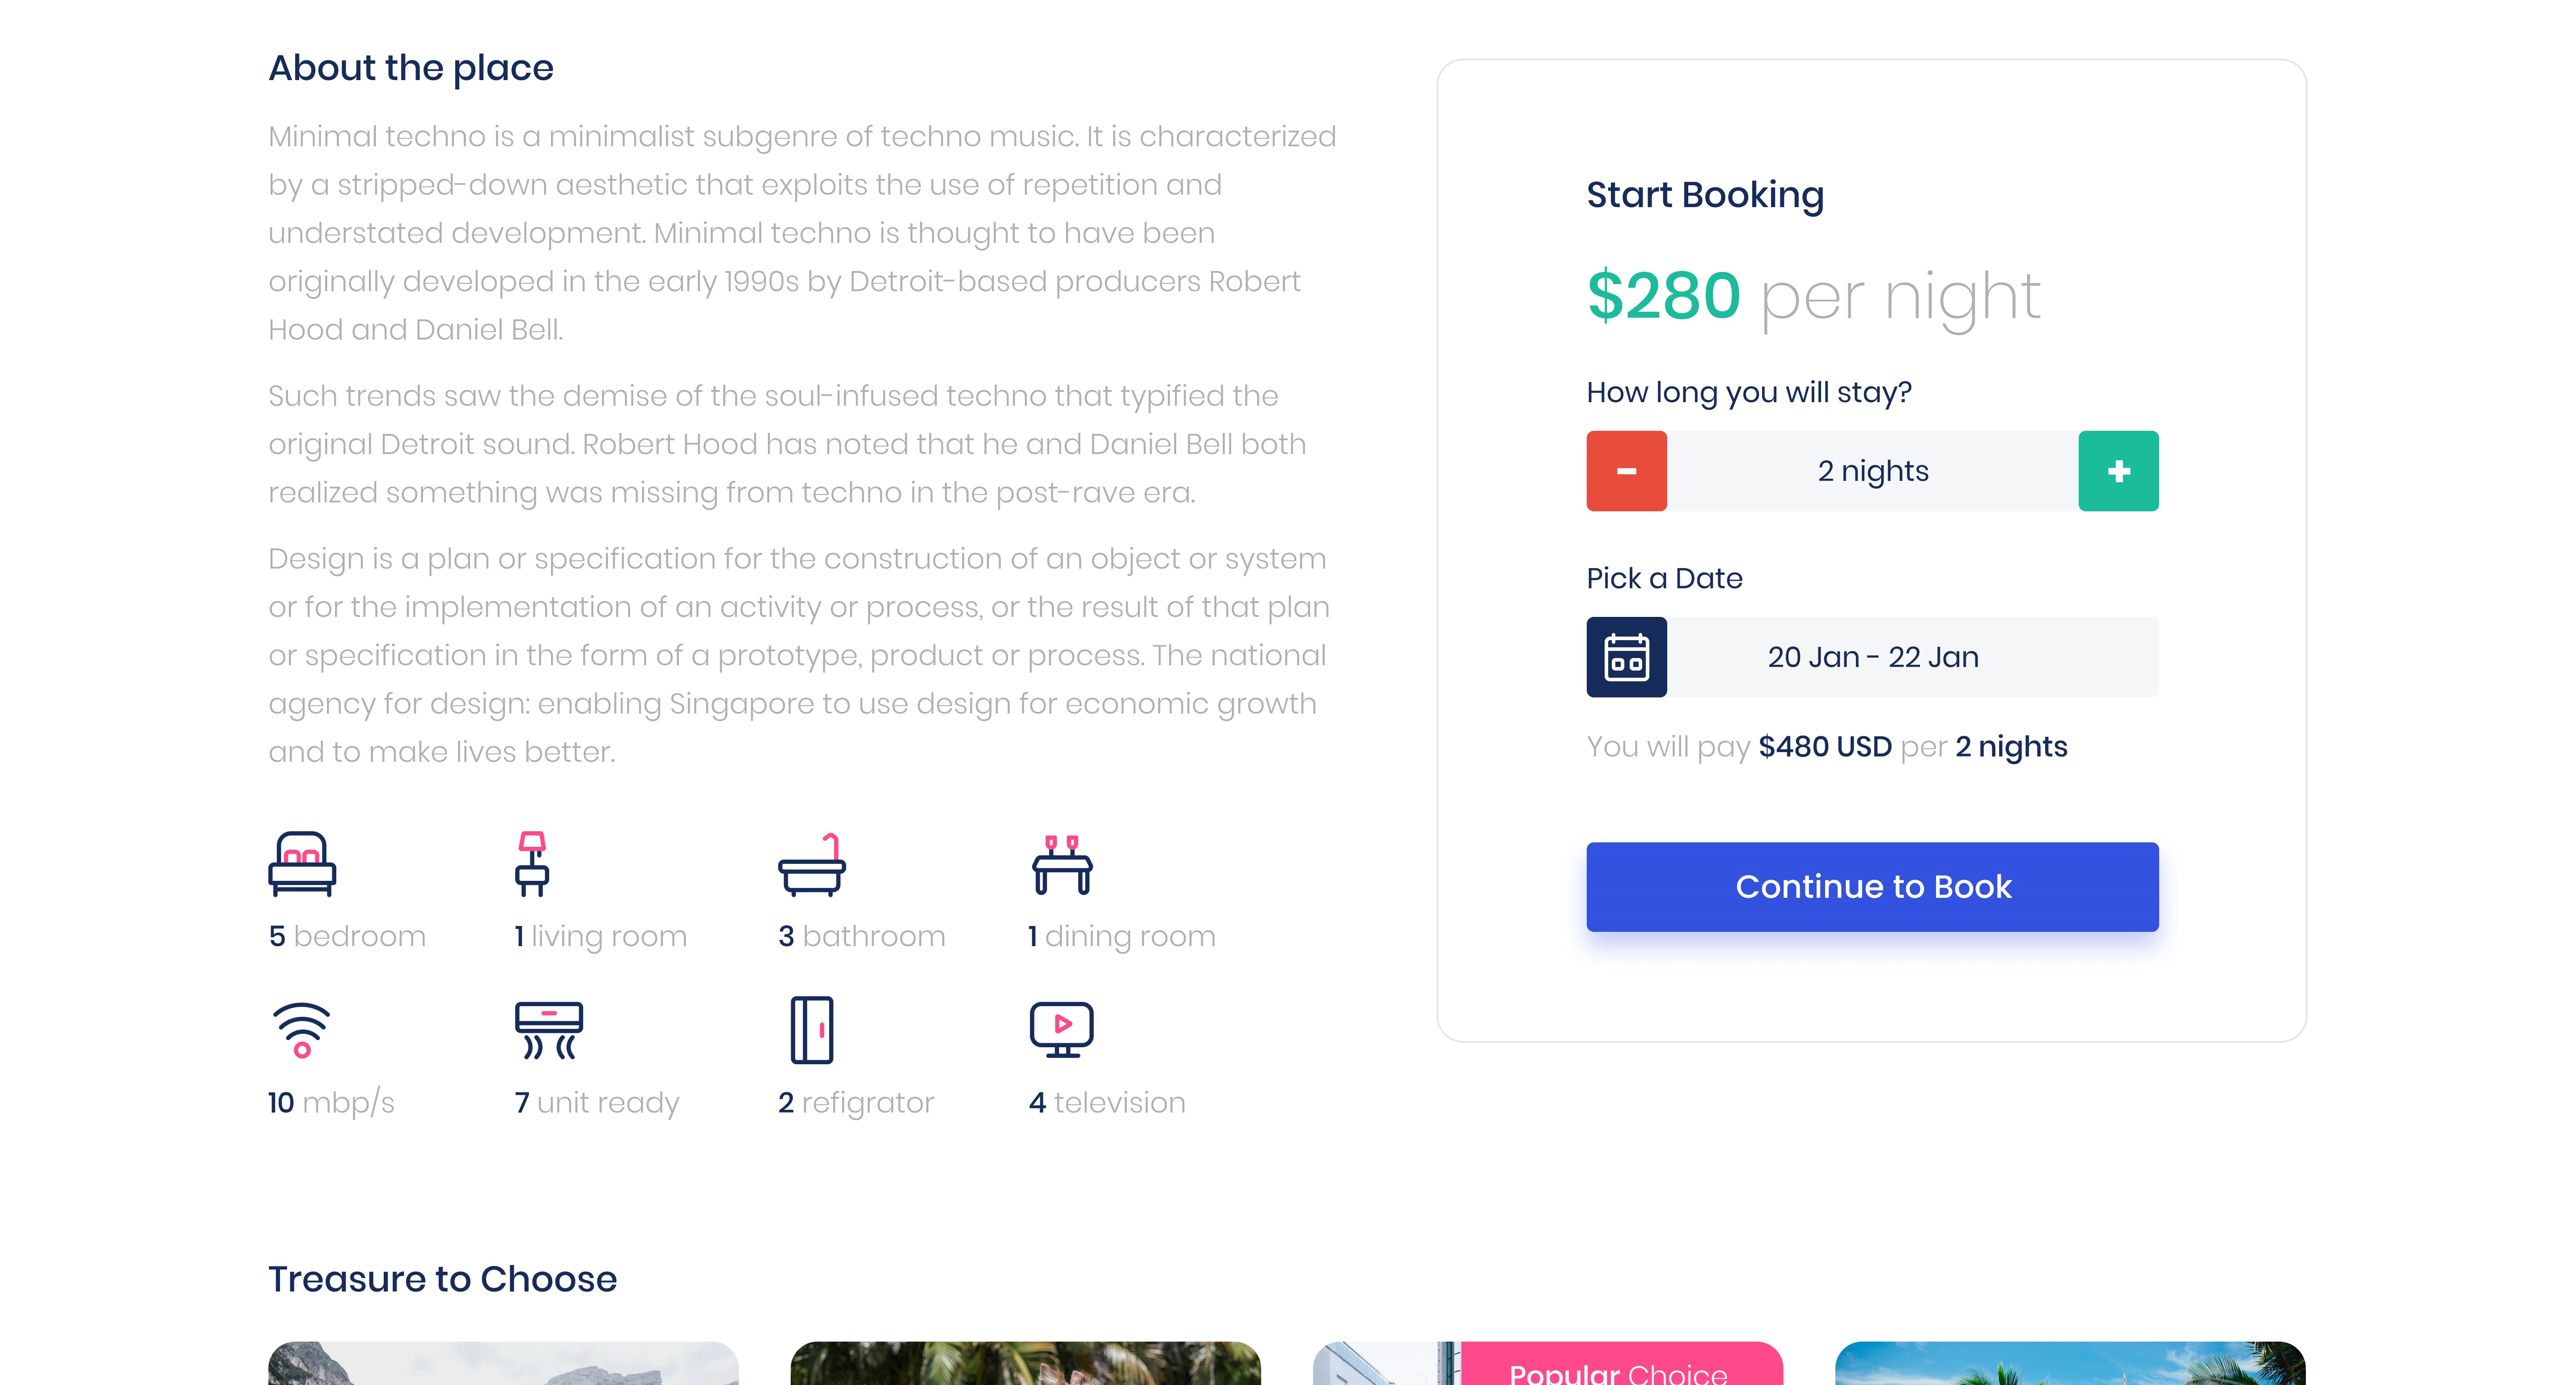 About the place
Minimal techno is a minimalist subgenre of techno music. It is characterized
by a stripped-down aesthetic that exploits the use of repetition and
understated development. Minimal techno is thought to have been
originally developed in the early 1990s by Detroit-based producers Robert
Hood and Daniel Bell.
Such trends saw the demise of the soul-infused techno that typified the
original Detroit sound. Robert Hood has noted that he and Daniel Bell both
realized something was missing from techno in the post-rave era.
Design is a plan or specification for the construction of an object or system
or for the implementation of an activity or process, or the result of that plan
or specification in the form of a prototype, product or process. The national
agency for design: enabling Singapore to use design for economic growth
and to make lives better.
5 bedroom
1 living room
3 bathroom
1 dining room
10 mbp/s
7 unit ready
2 refigrator
4 television
Start Booking
$280 per night
How long you will stay?
- 2 nights +
Pick a Date
20 Jan - 22 Jan
You will pay $480 USD per 2 nights
Continue to Book
Treasure to Choose
Popular Choice